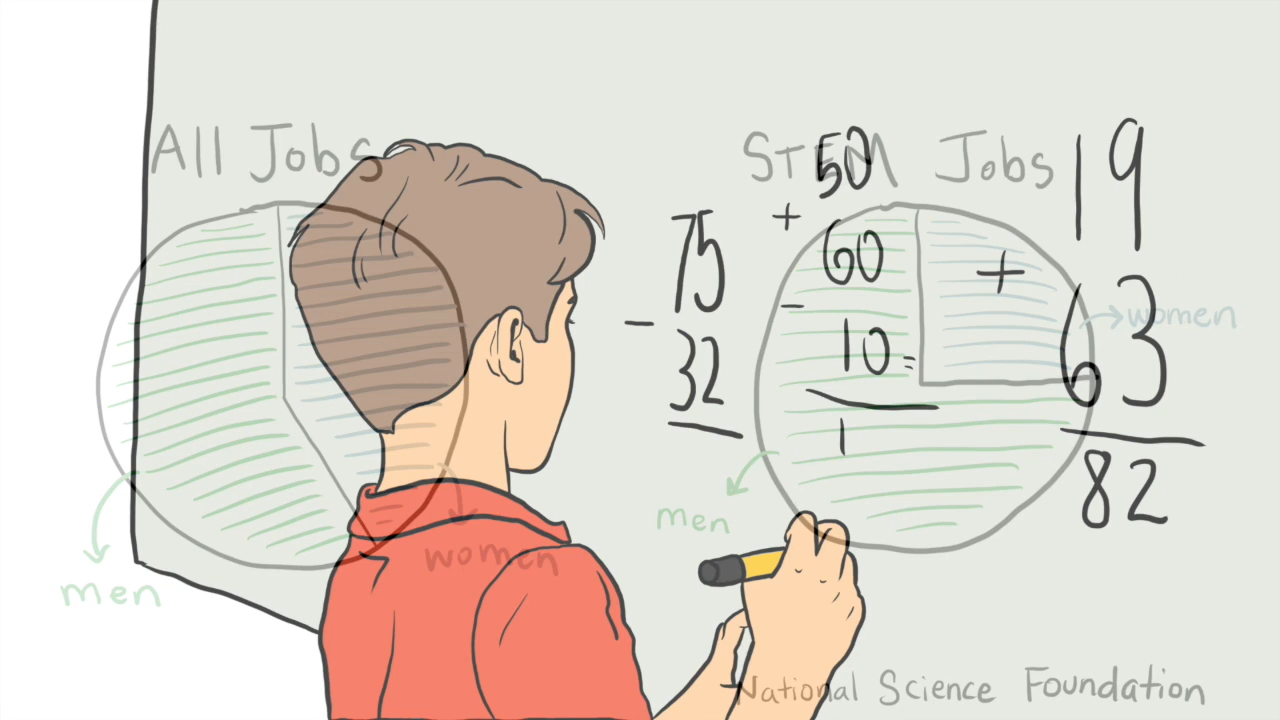 All Jobs
STEM Jobs
men
women
men
women
75
- 32
50
+
60
-
10 =
1
19
+
63
82
National Science Foundation